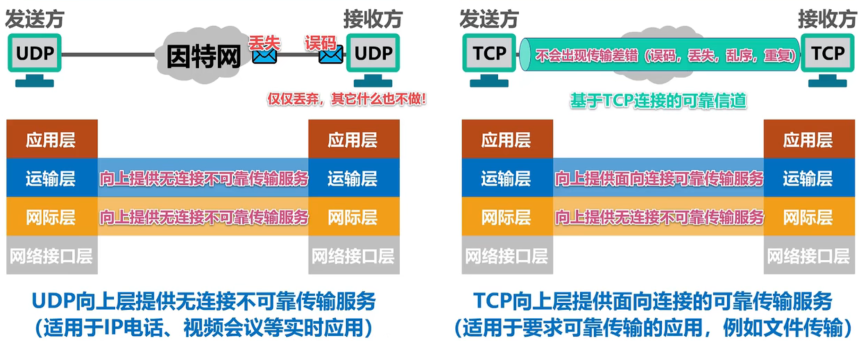 发送方
接收方
UDP
因特网
丢失
误码
UDP
仅仅丢弃，其它什么也不做！
应用层
应用层
运输层
向上提供无连接不可靠传输服务
运输层
网际层
向上提供无连接不可靠传输服务
网际层
网络接口层
网络接口层
UDP向上层提供无连接不可靠传输服务
（适用于IP电话、视频会议等实时应用）
发送方
接收方
TCP
不会出现传输差错（误码，丢失，乱序，重复）
TCP
基于TCP连接的可靠信道
应用层
应用层
运输层
向上提供面向连接可靠传输服务
运输层
网际层
向上提供无连接不可靠传输服务
网际层
网络接口层
网络接口层
TCP向上层提供面向连接的可靠传输服务
（适用于要求可靠传输的应用，例如文件传输）